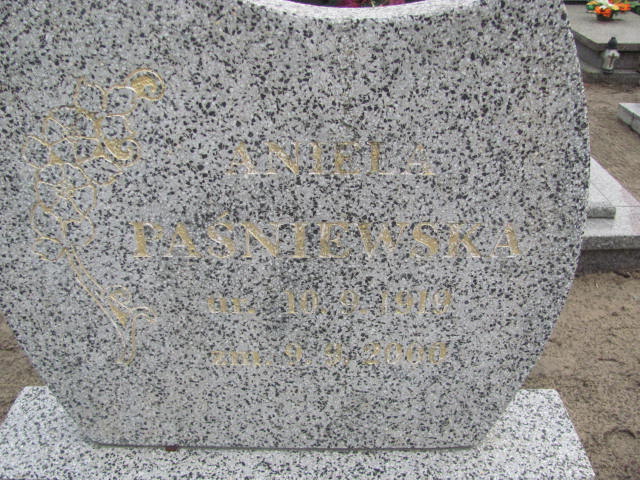 ANIELA
PAŚNIEWSKA
ur. 10.9.1919
zm. 9.9.2000